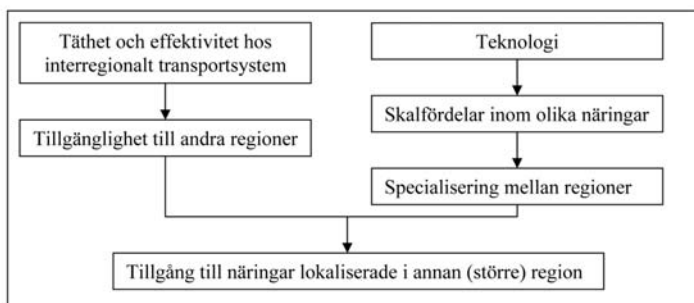 Täthet och effektivitet hos
interregionalt transportsystem
Teknologi
Tillgänglighet till andra regioner
Skalfördelar inom olika näringar
Specialisering mellan regioner
Tillgång till näringar lokaliserade i annan (större) region